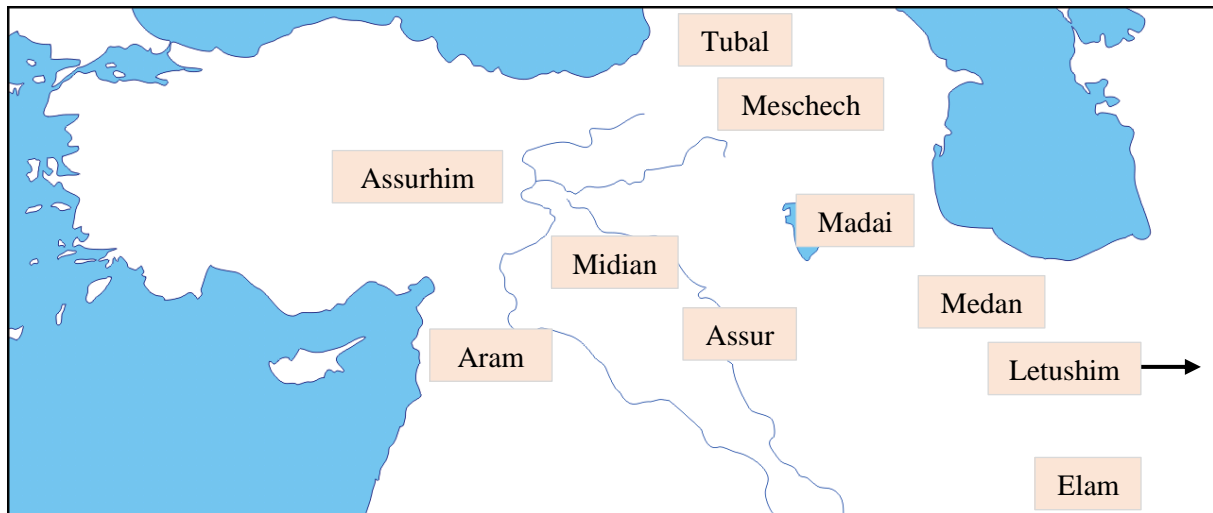 Tubal
Meschech
Assurhim
Madai
Midian
Medan
Assur
Aram
Letushim
Elam